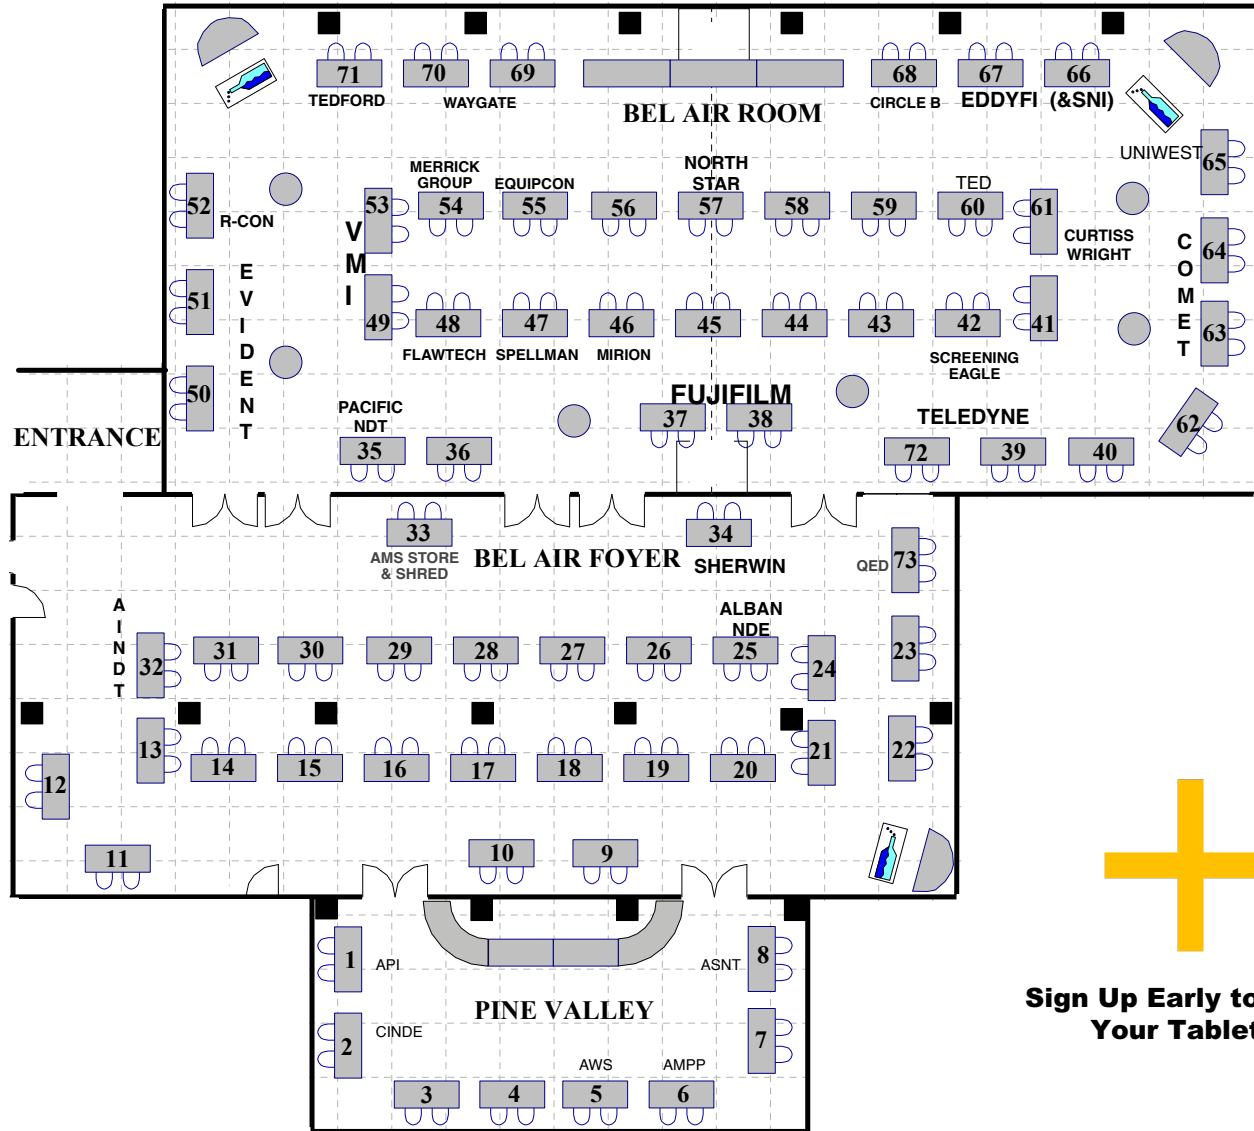 71
70
69
68
67
66
TEDFORD
WAYGATE
CIRCLE B
EDDYFI (&SNI)
BEL AIR ROOM
UNIWEST
65
MERRICK
GROUP
EQUIPCON
NORTH
STAR
TED
52
R-CON
53
54
55
56
57
58
59
60
61
CURTISS
WRIGHT
VMI
COMET
64
EVIDENT
51
49
48
47
46
45
44
43
42
41
63
FLAWTECH
SPELLMAN
MIRION
SCREENING
EAGLE
50
FUJIFILM
37
38
PACIFIC
NDT
TELEDYNE
62
ENTRANCE
35
36
72
39
40
33
34
AMS STORE
& SHRED
BEL AIR FOYER
SHERWIN
QED
73
AINDT
ALBAN
NDE
32
31
30
29
28
27
26
25
24
23
13
14
15
16
17
18
19
20
21
22
12
11
10
9
1
API
ASNT
8
PINE VALLEY
2
CINDE
7
AWS
AMPP
3
4
5
6
Sign Up Early to
Your Tablet